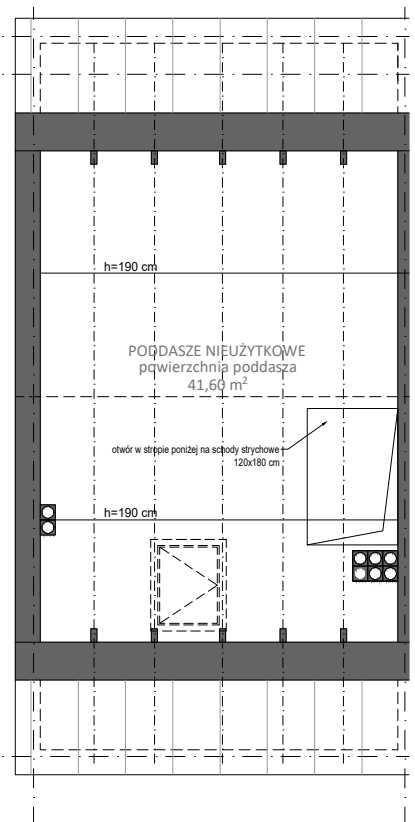 h=190 cm
PODDASZE NIEUŻYTKOWE
powierzchnia poddasza
41,60 m²
otwór w stropie poniżej na schody strychowe
120x180 cm
h=190 cm